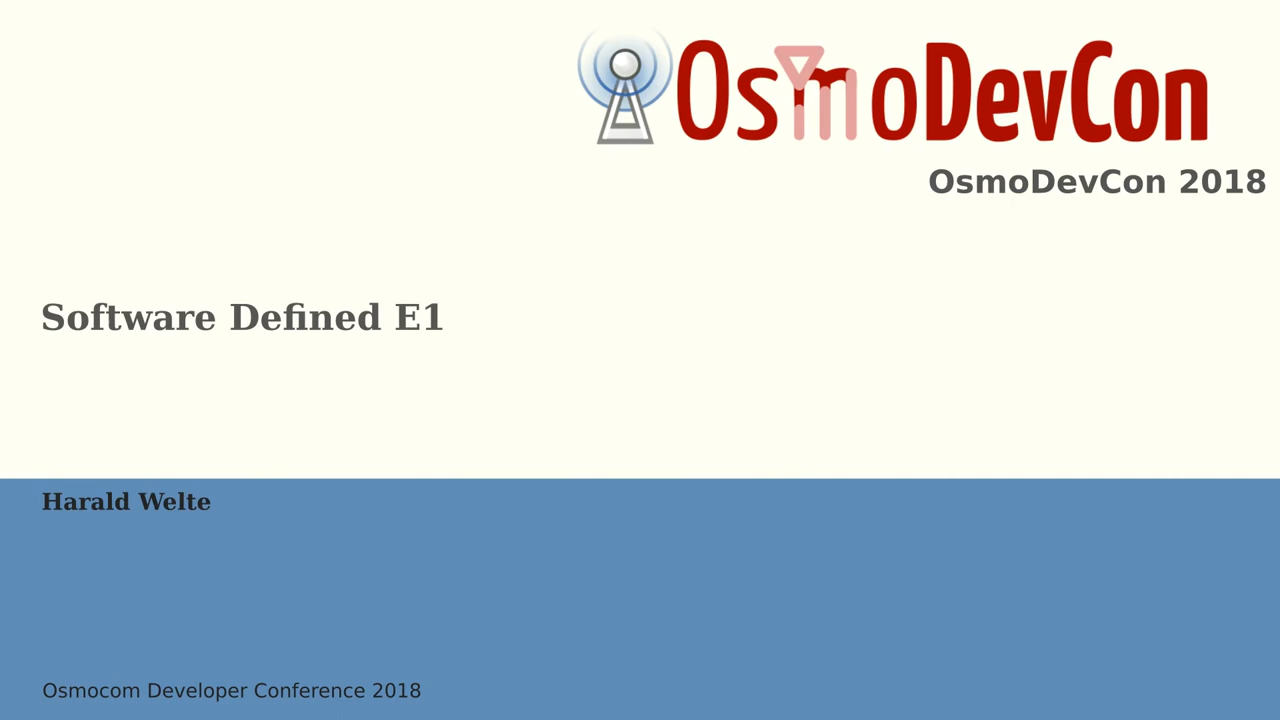 OsmoDevCon
OsmoDevCon 2018
Software Defined E1
Harald Welte
Osmocom Developer Conference 2018